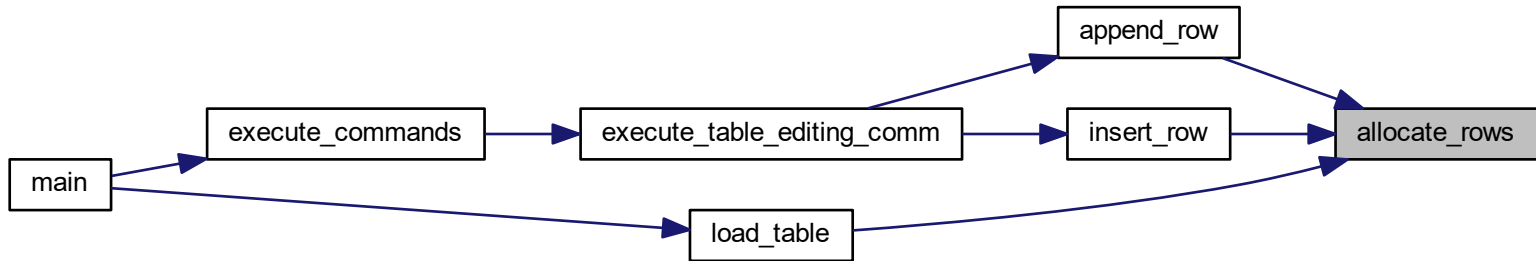 append_row
execute_commands
execute_table_editing_comm
insert_row
allocate_rows
main
load_table